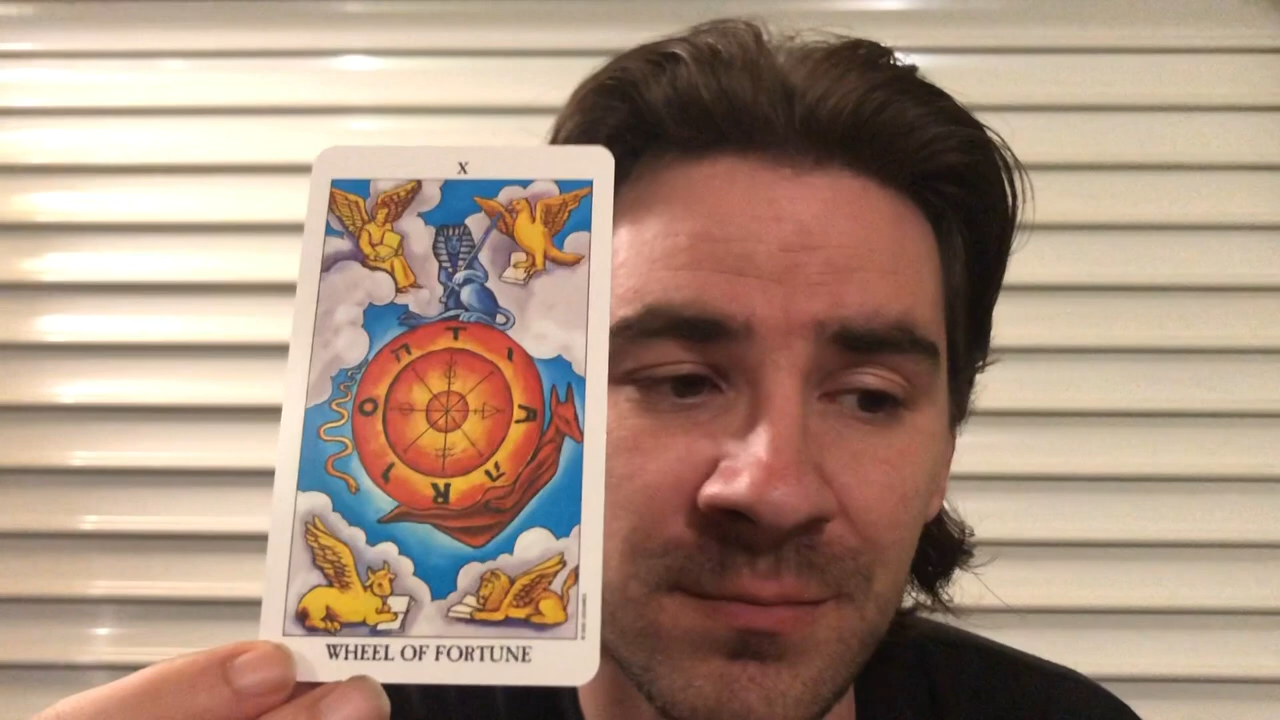 X
T י A ה R ו O ה
WHEEL OF FORTUNE